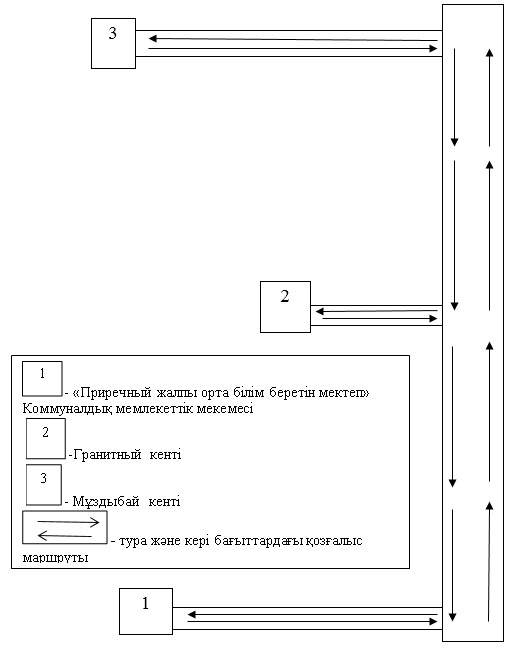 3
2
1
- «Приречный жалпы орта білім беретін мектеп»
Коммуналдық мемлекеттік мекемесі
2
-Гранитный кенті
3
- Мұздыбай кенті
- тура және кері бағыттардағы қозғалыс
маршруты
1